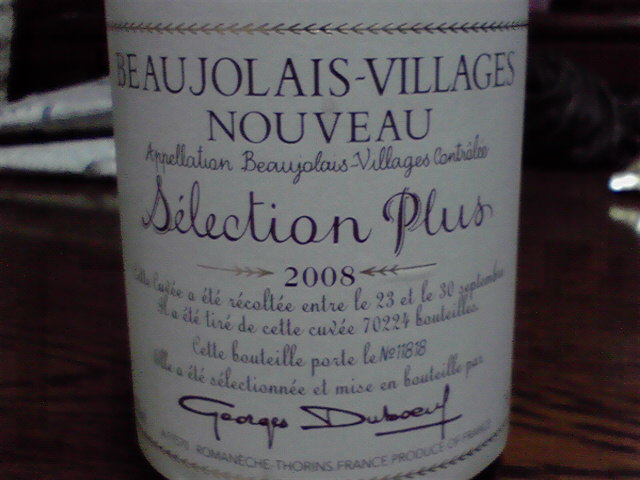 BEAUJOLAIS-VILLAGES
NOUVEAU
Appellation Beaujolais-Villages Contrôlée
Sélection Plus
2008
Cette Cuvée a été récoltée entre le 23 et le 30 septembre
Il a été tiré de cette cuvée 70224 bouteilles.
Cette bouteille porte le No11818
Elle a été sélectionnée et mise en bouteille par
Georges Duboeuf
ROMANÈCHE-THORINS. FRANCE. PRODUCE OF FRANCE